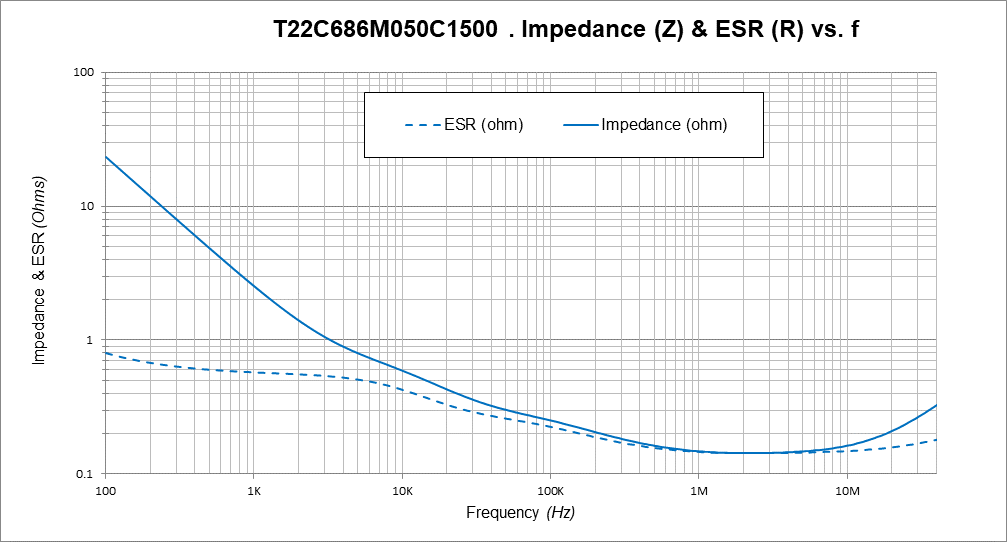 T22C686M050C1500 . Impedance (Z) & ESR (R) vs. f
ESR (ohm)
Impedance (ohm)
Impedance & ESR (Ohms)
100
10
1
0.1
100
1K
10K
100K
1M
10M
Frequency (Hz)